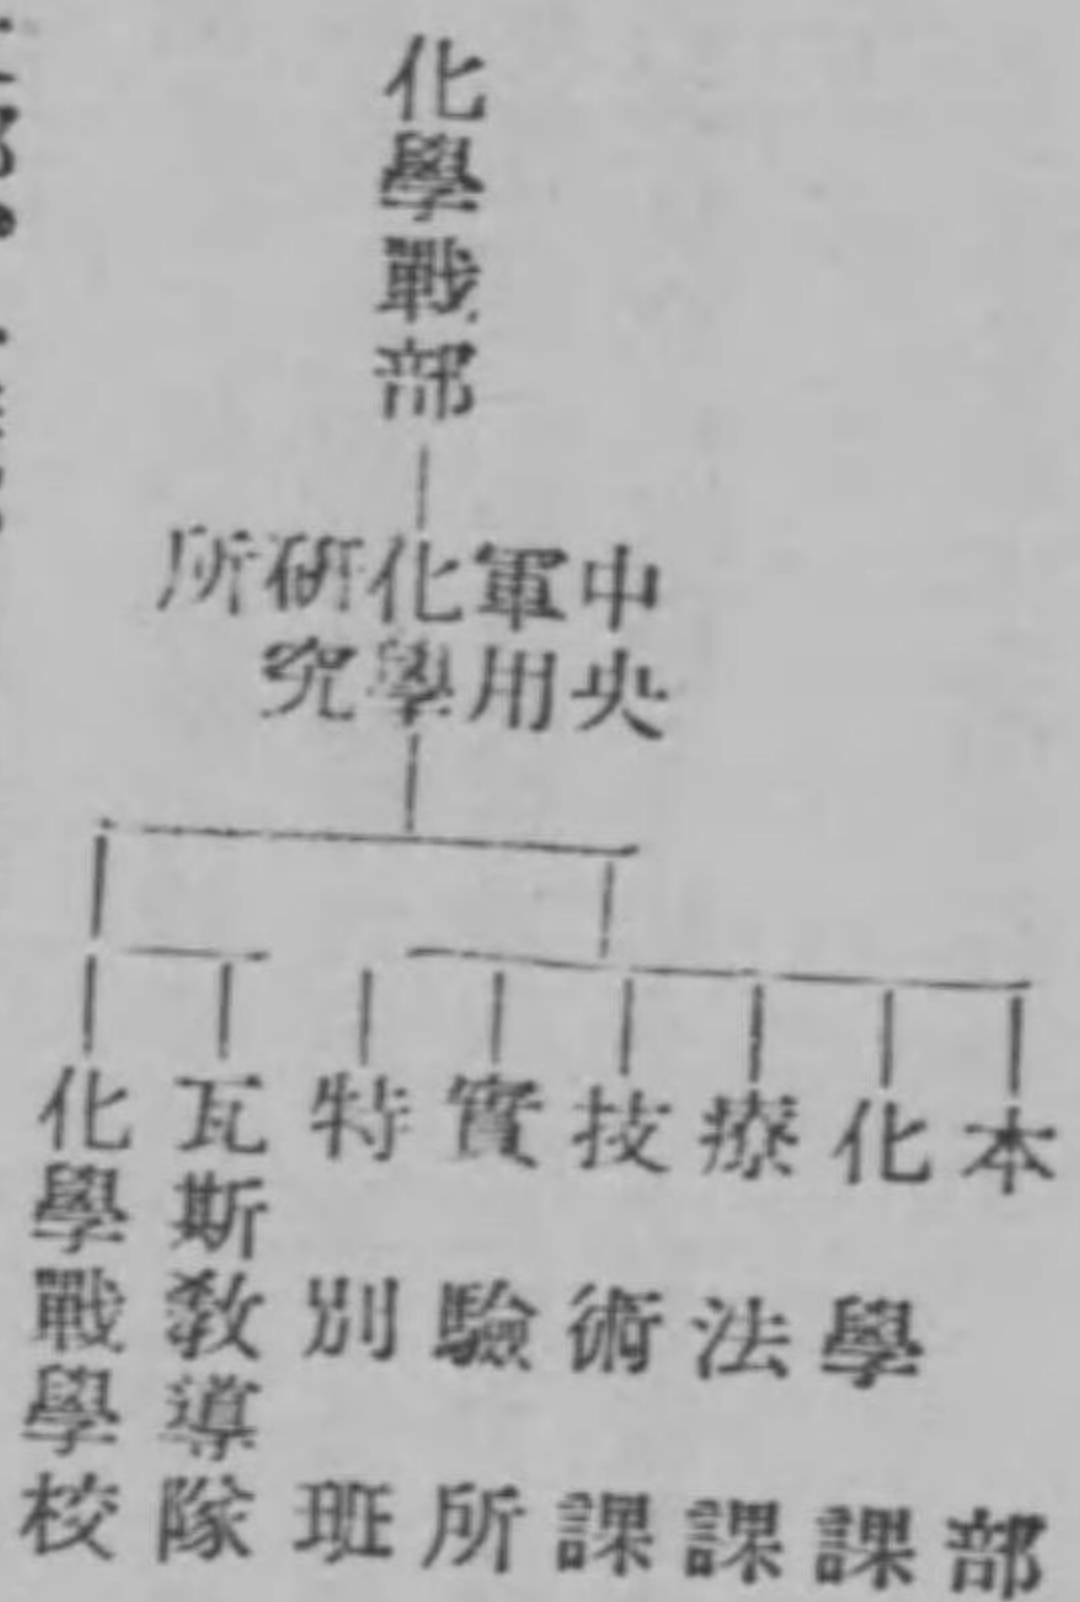 化學戰部
中央軍用化學研究所
本部
化學課
療法課
技術課
實驗所
特別班
瓦斯教導隊
化學戰學校